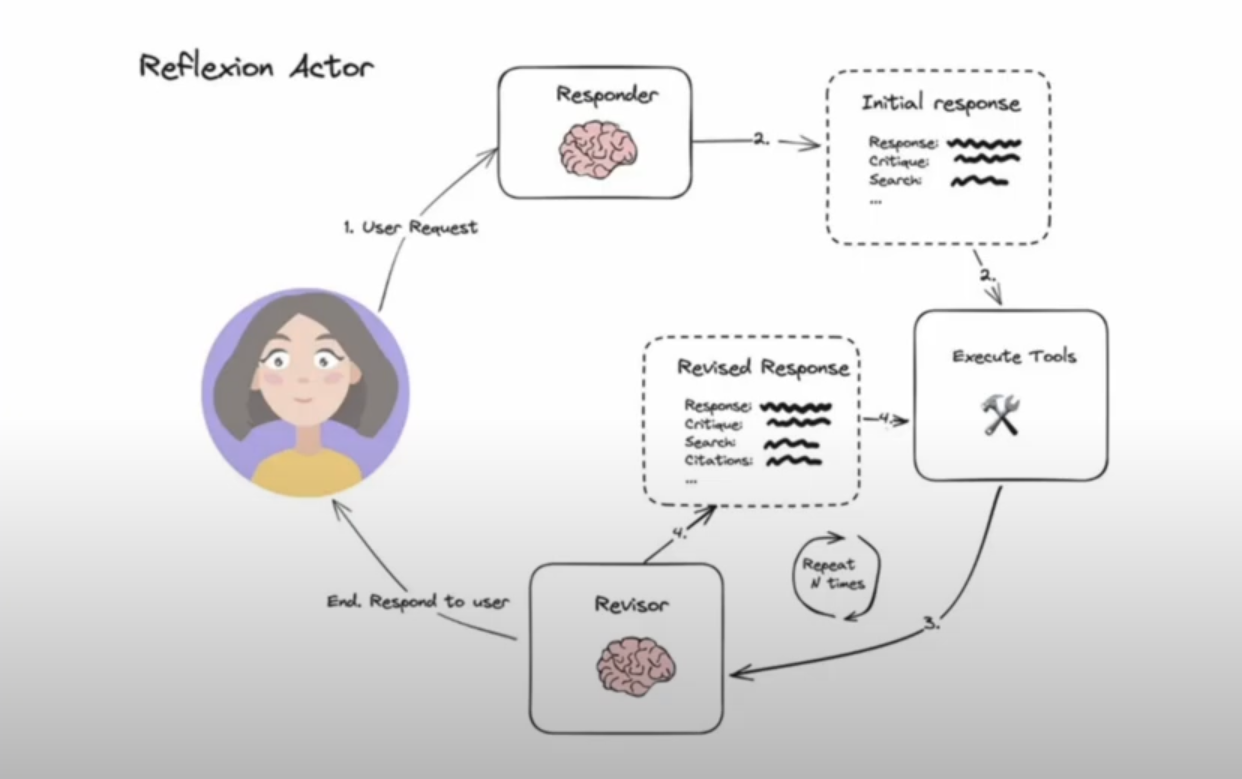 Reflexion Actor
Responder
2.
Initial response
Response:
Critique:
Search:
...
1. User Request
2.
Execute Tools
Revised Response
Response:
Critique:
Search:
Citations:
...
4.
4.
Repeat
N times
3.
End. Respond to user
Revisor